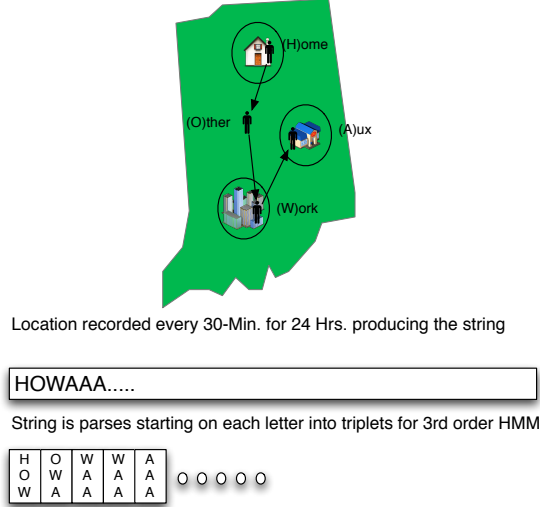 (H)ome
(O)ther
(A)ux
(W)ork
Location recorded every 30-Min. for 24 Hrs. producing the string
HOWAAA.....
String is parses starting on each letter into triplets for 3rd order HMM
H O W W A
O W A A A
W A A A A